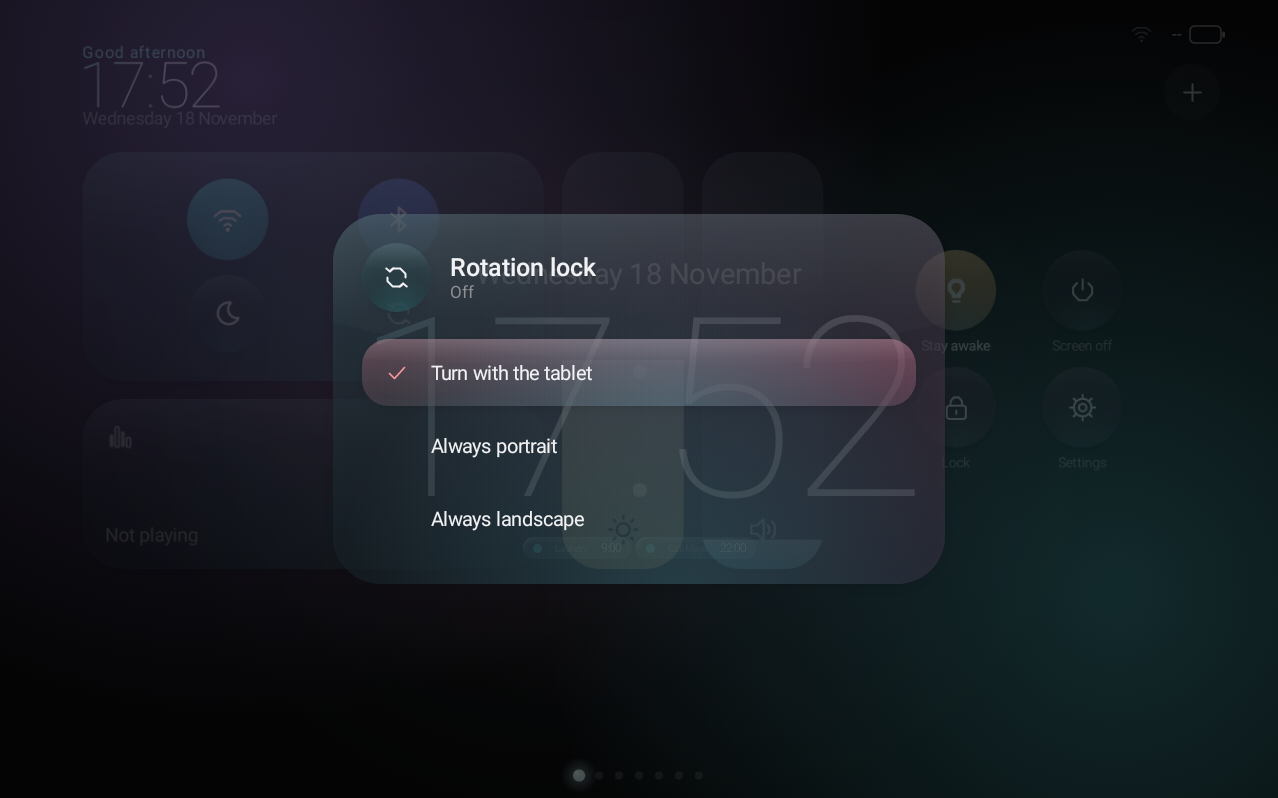 Good afternoon
17:52
Wednesday 18 November
--
Rotation lock
Off
Wednesday 18 November
17 52
Stay awake
Screen off
Turn with the tablet
Always portrait
Lock
Settings
Always landscape
Not playing
9:00
22:00